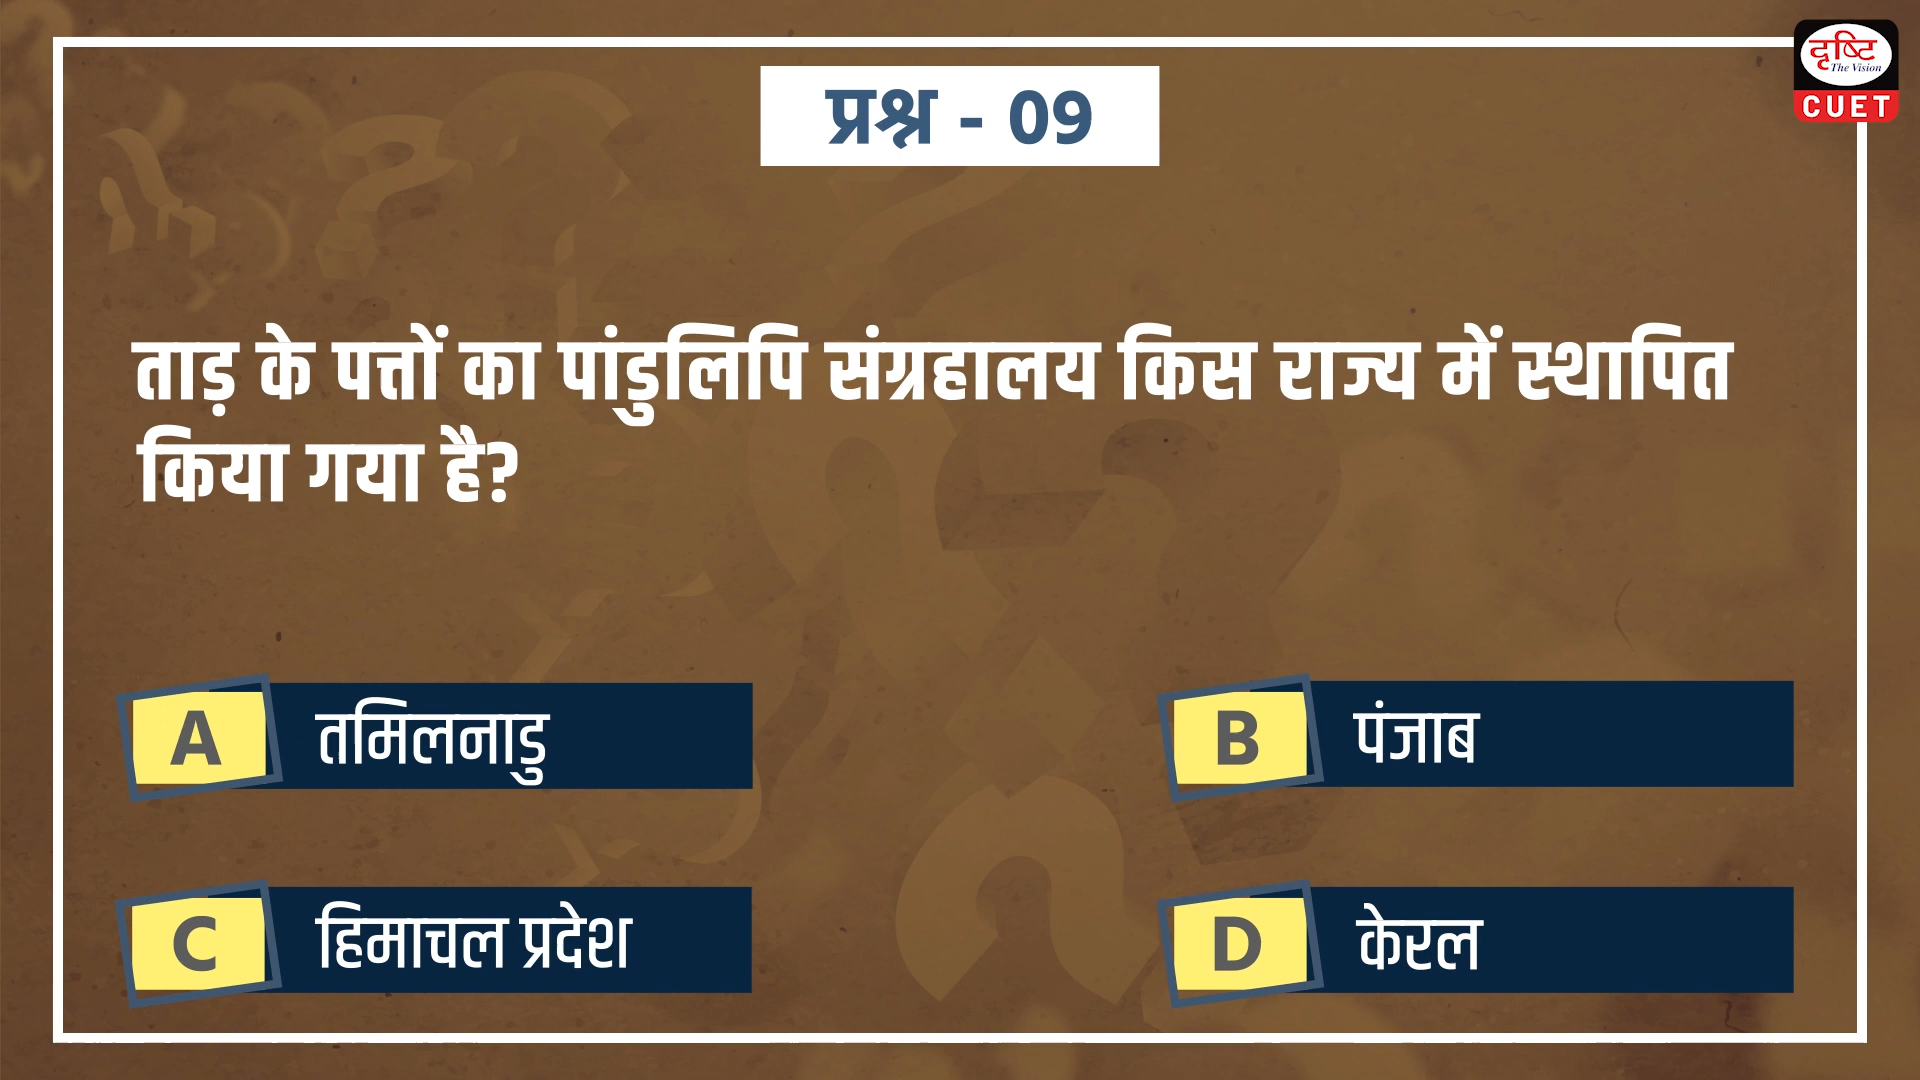 दृष्टि
The Vision
CUET
प्रश्न - 09
ताड़ के पत्तों का पांडुलिपि संग्रहालय किस राज्य में स्थापित
किया गया है?
A तमिलनाडु
B पंजाब
C हिमाचल प्रदेश
D केरल